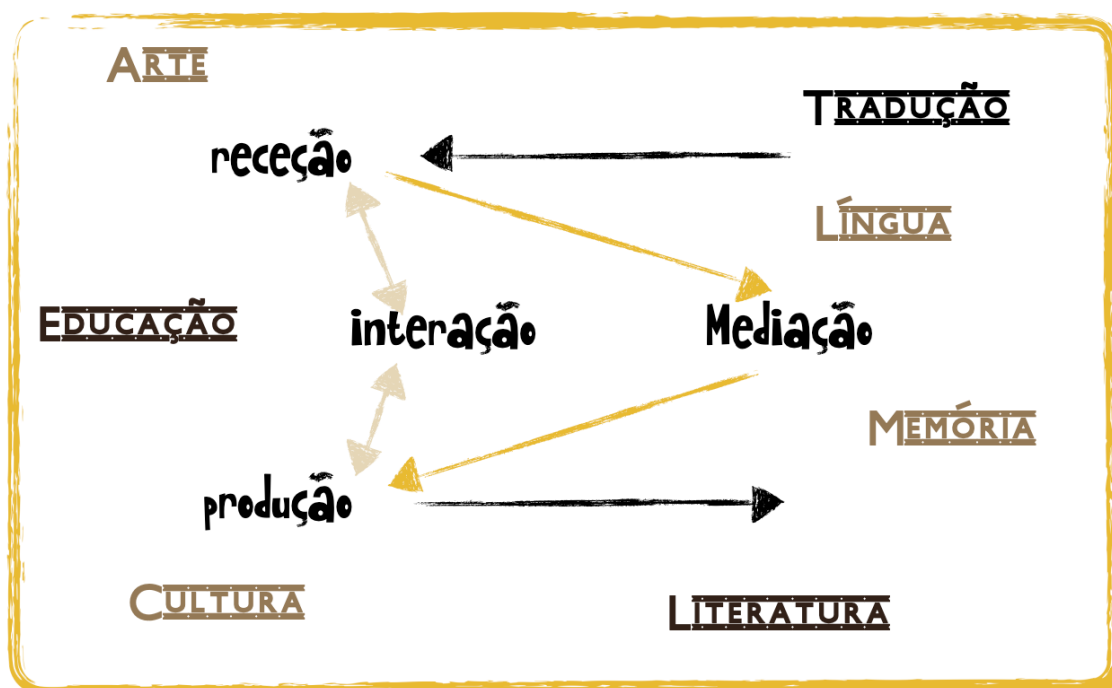 ARTE
TRADUÇÃO
receção
LÍNGUA
EDUCAÇÃO
interação
Mediação
MEMÓRIA
produção
CULTURA
LITERATURA